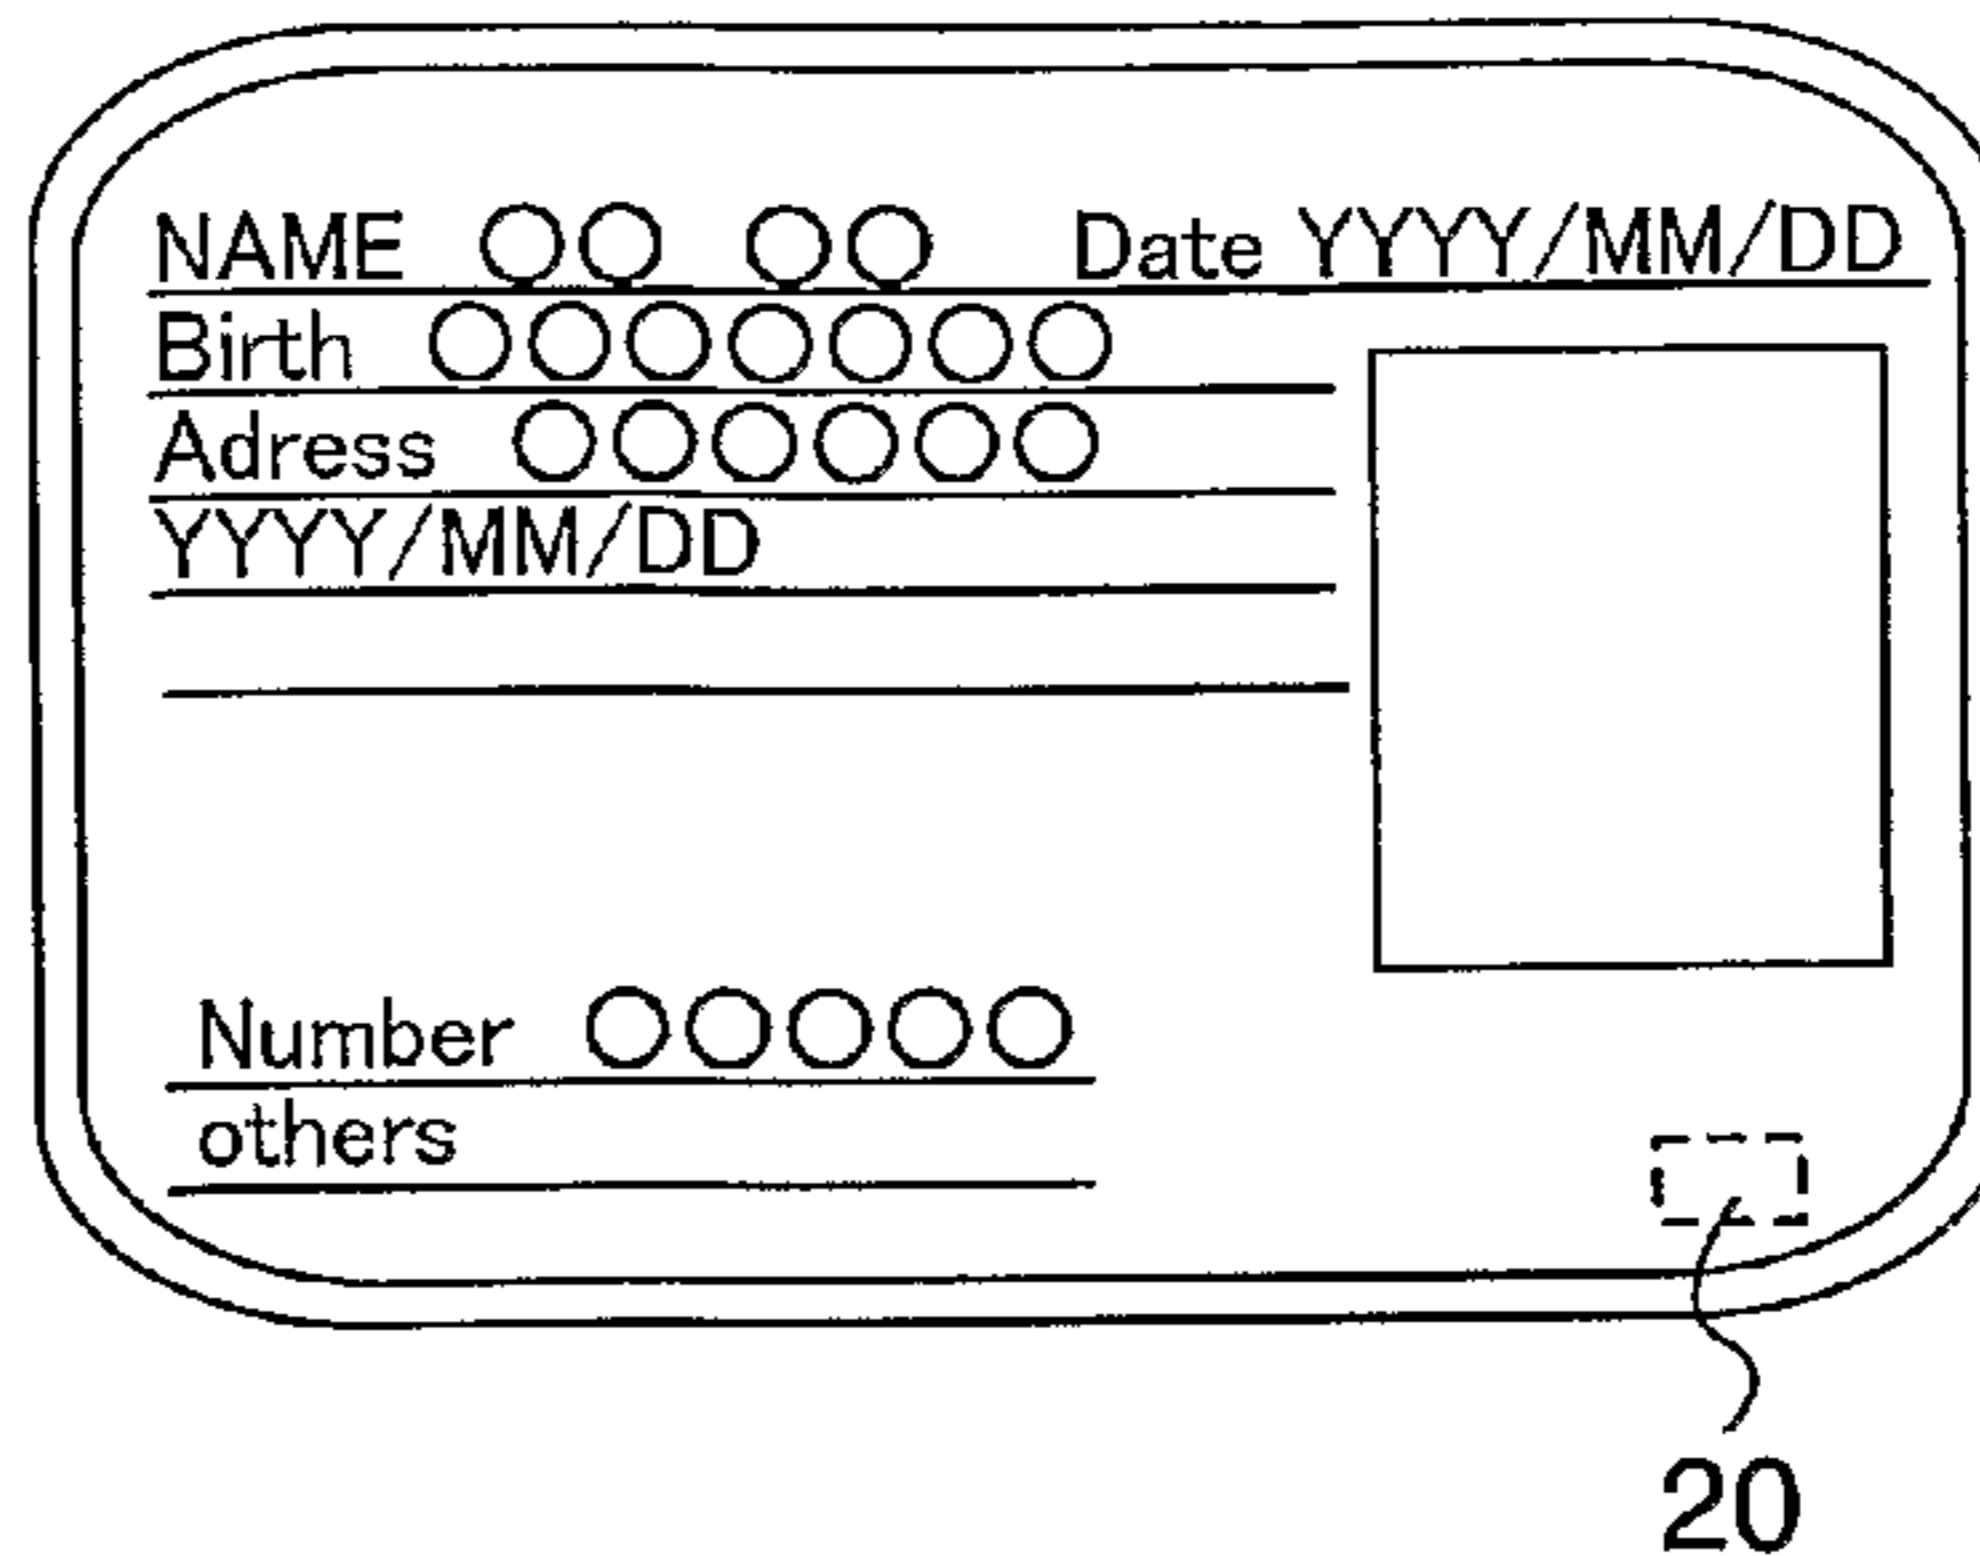 NAME ○○ ○○ Date YYYY/MM/DD
Birth ○○○○○○○
Adress ○○○○○○
YYYY/MM/DD
Number ○○○○○
others
20